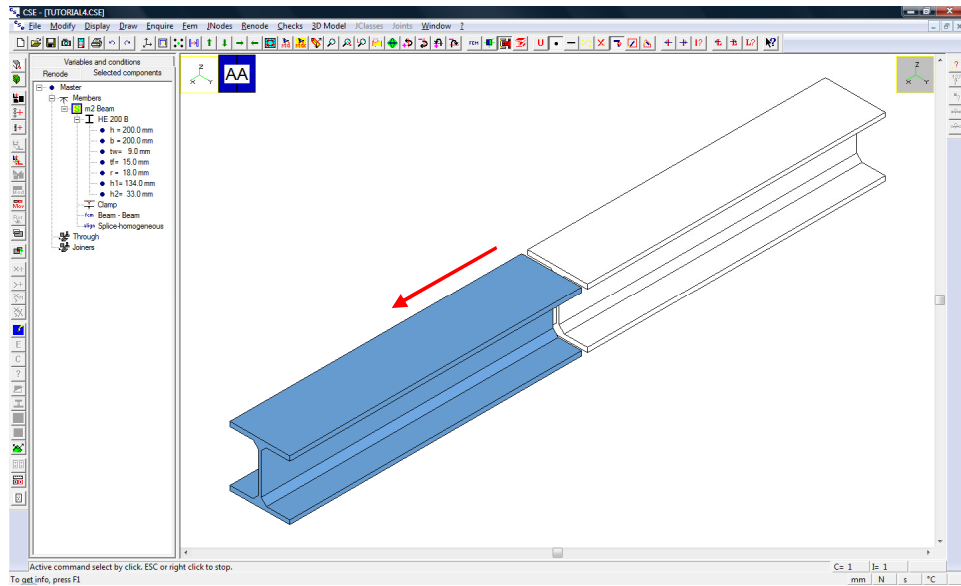 CSE - [TUTORIAL4.CSE]
File Modify Display Draw Enquire Fem JNodes Renode Checks 3D Model JClasses Joints Window ?
Variables and conditions
Renode Selected components
Master
Members
m2 Beam
HE 200 B
h = 200.0 mm
b = 200.0 mm
tw= 9.0 mm
tf= 15.0 mm
r = 18.0 mm
h1= 134.0 mm
h2= 33.0 mm
Clamp
fcm Beam - Beam
align Splice-homogeneous
Through
Joiners
Z
X Y
AA
Z
X Y
Active command select by click. ESC or right click to stop.
C= 1 I= 1
To get info, press F1
mm N s °C